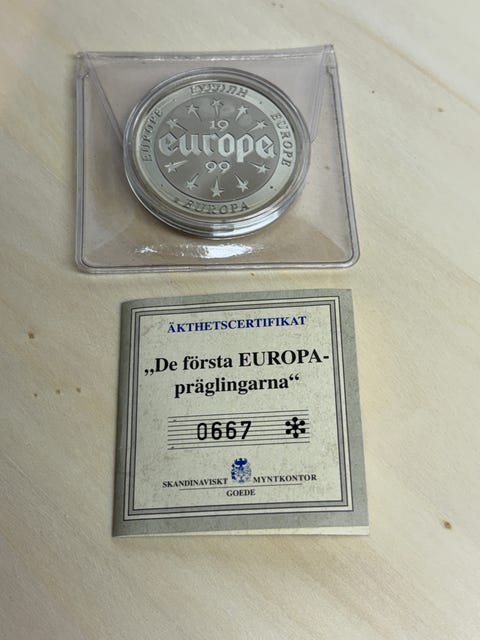 ΕΥΡΩΠΗ
EUROPE
EUROPE
19
europe
99
EUROPA
ÄKTHETSCERTIFIKAT
„De första EUROPA-
präglingarna“
0667 *
SKANDINAVISKT MYNTKONTOR
GOEDE